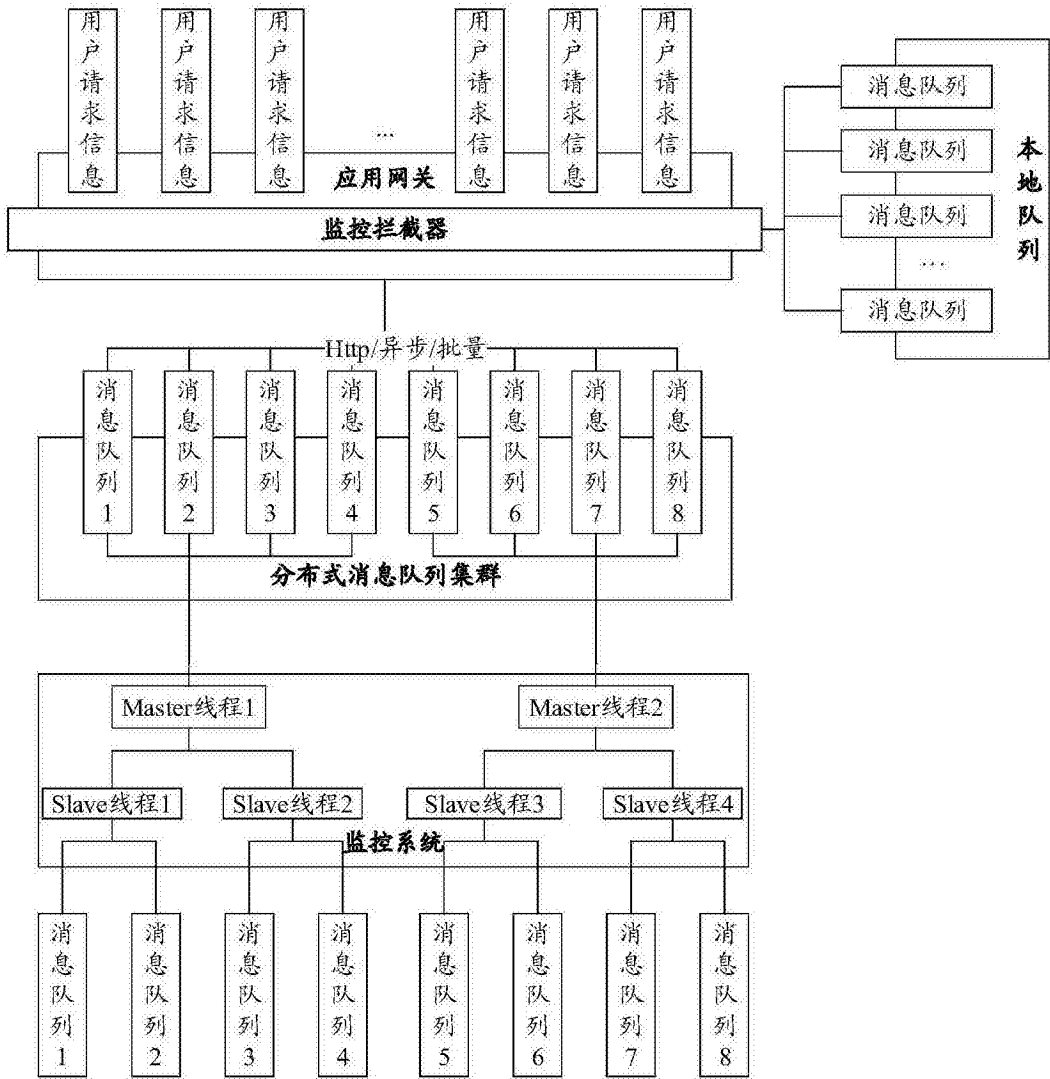 用户请求信息
用户请求信息
用户请求信息
...
用户请求信息
用户请求信息
用户请求信息
应用网关
监控拦截器
消息队列
消息队列
消息队列
...
消息队列
本地队列
Http/异步/批量
消息队列1
消息队列2
消息队列3
消息队列4
消息队列5
消息队列6
消息队列7
消息队列8
分布式消息队列集群
Master线程1
Master线程2
Slave线程1
Slave线程2
Slave线程3
Slave线程4
监控系统
消息队列1
消息队列2
消息队列3
消息队列4
消息队列5
消息队列6
消息队列7
消息队列8